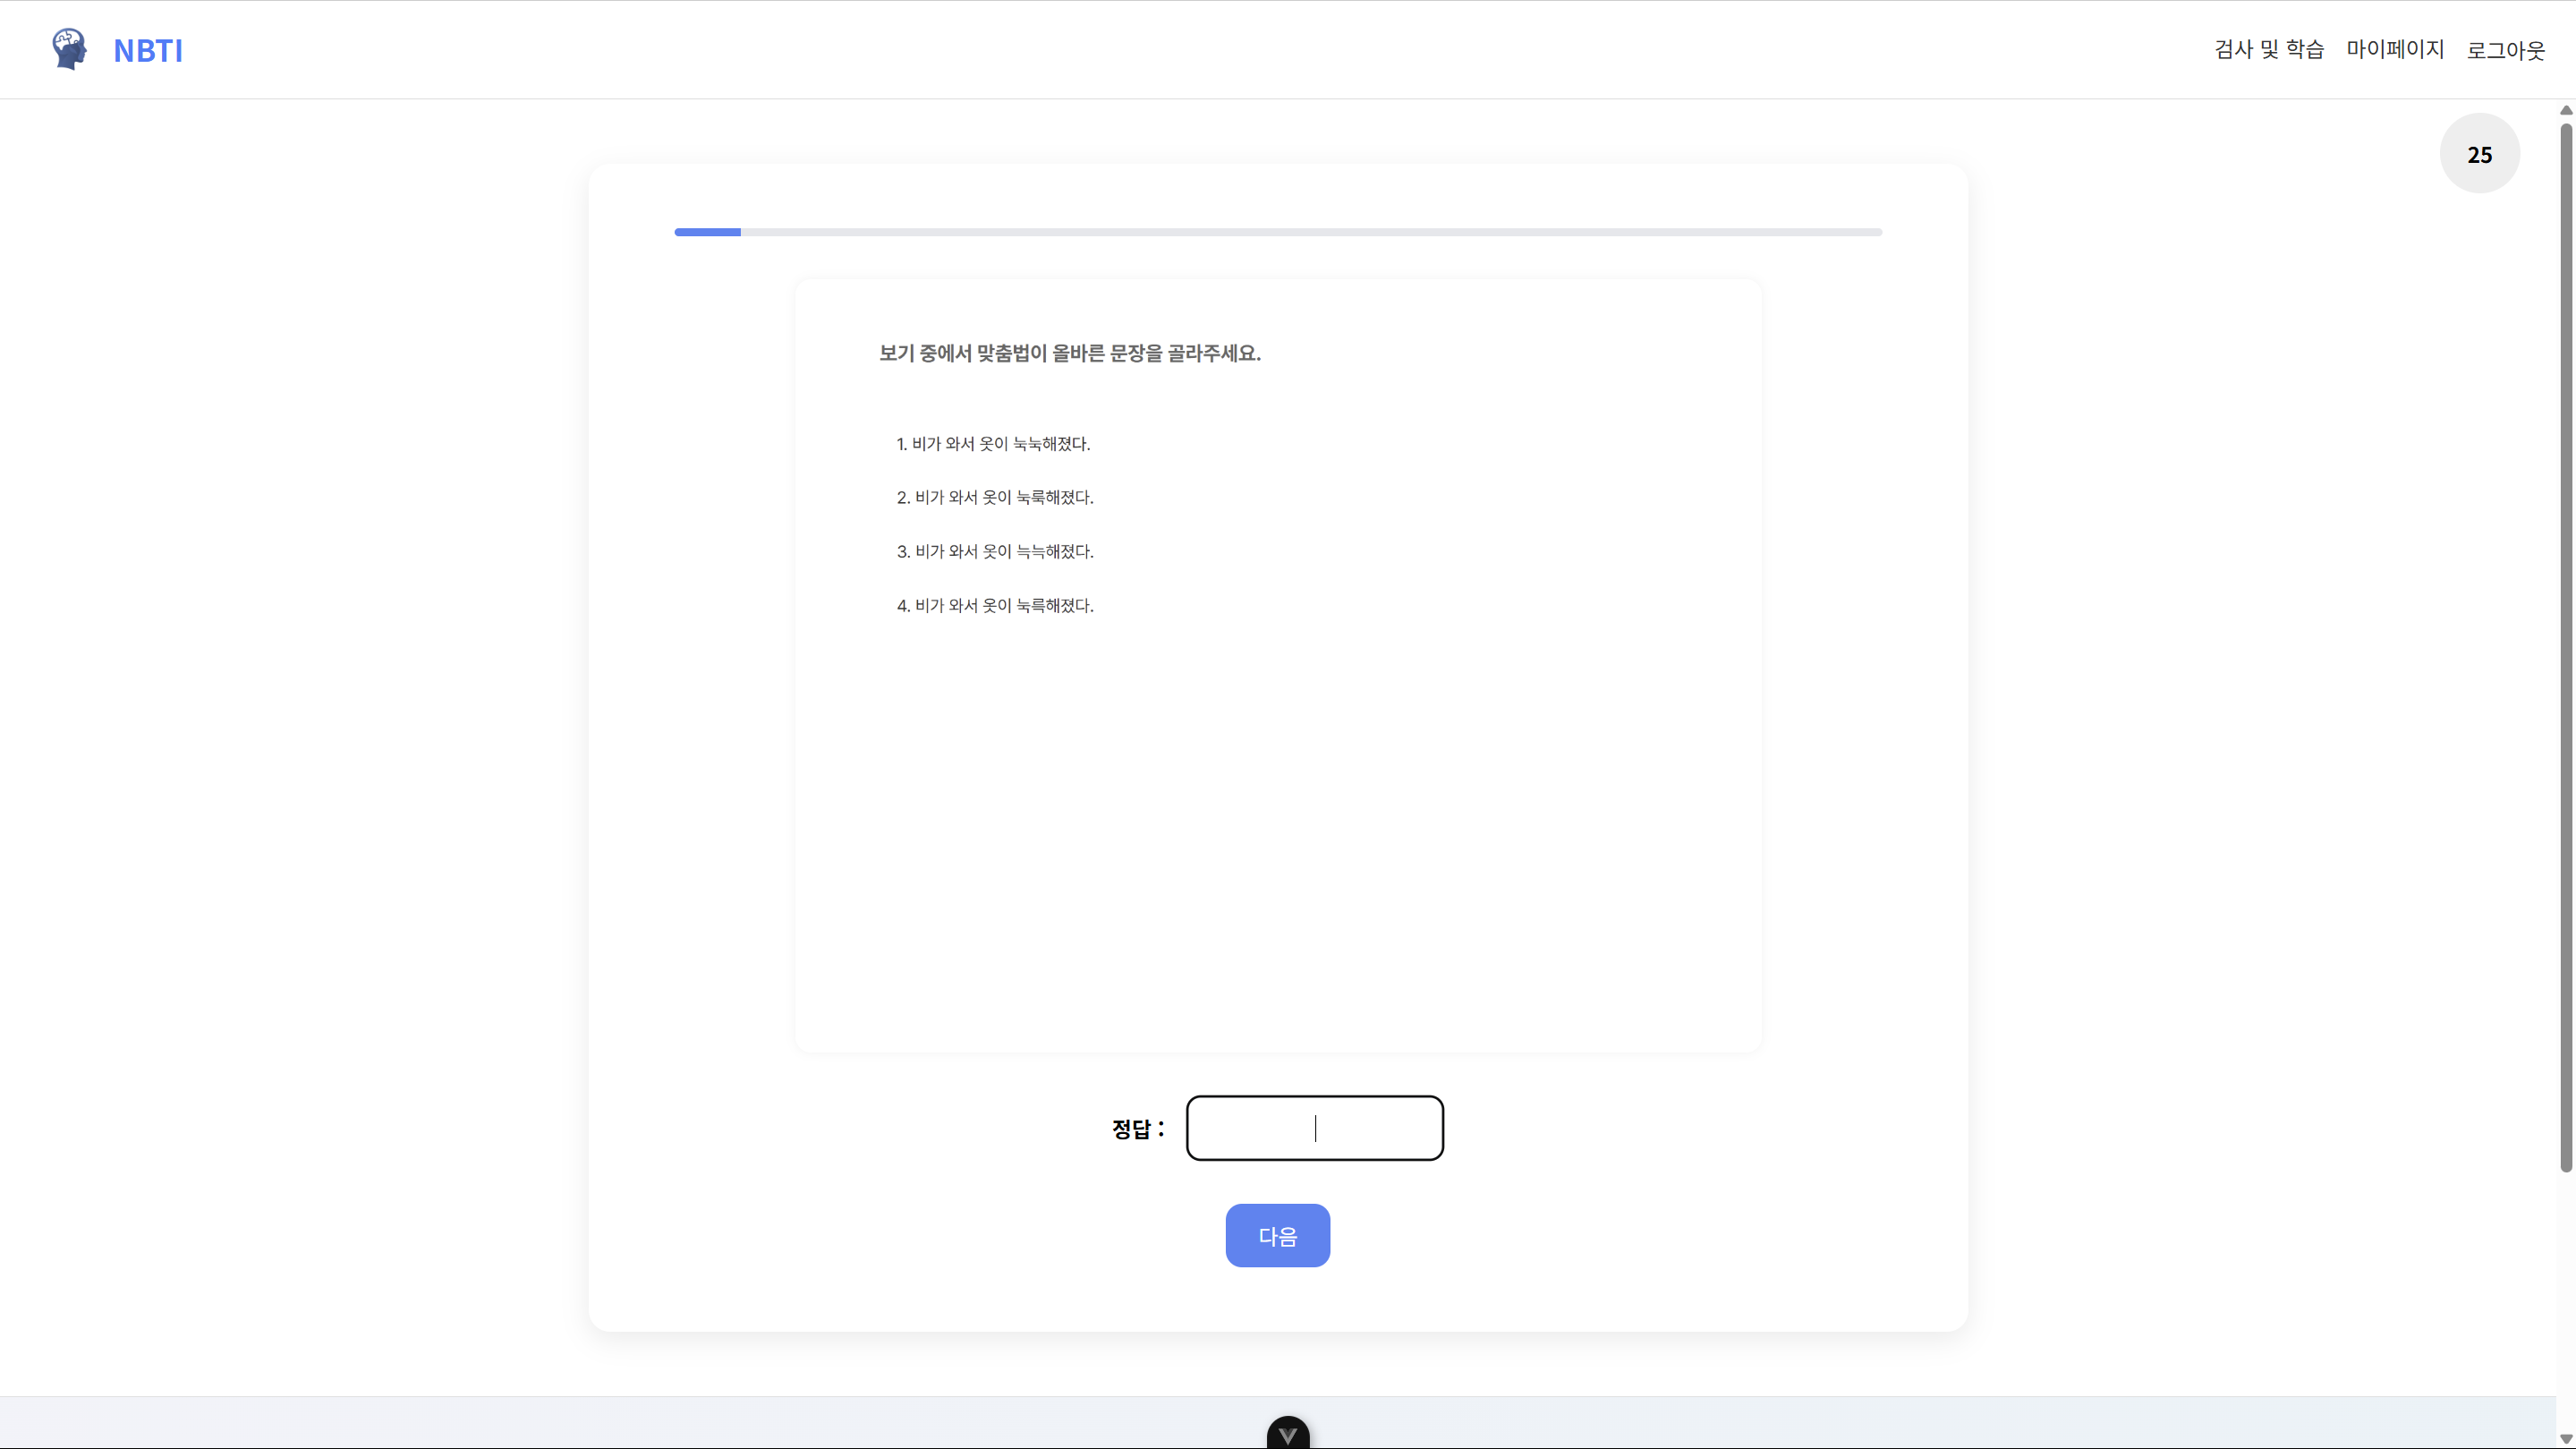 NBTI
검사 및 학습 마이페이지 로그아웃
25
보기 중에서 맞춤법이 올바른 문장을 골라주세요.
1. 비가 와서 옷이 눅눅해졌다.
2. 비가 와서 옷이 눅룩해졌다.
3. 비가 와서 옷이 늑늑해졌다.
4. 비가 와서 옷이 눅륵해졌다.
정답 :
다음